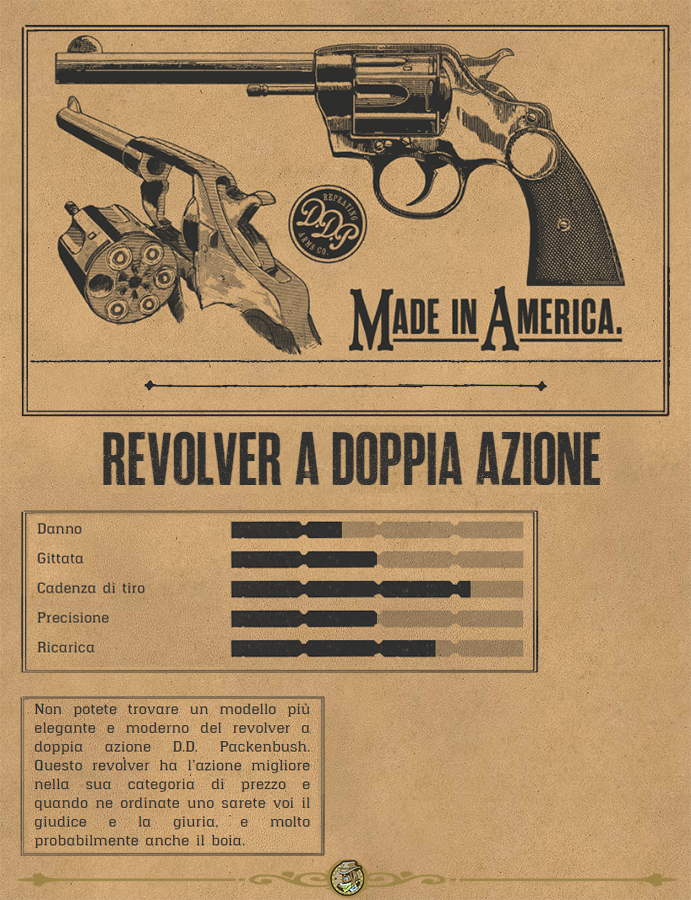 REPEATING
D.D.P
ARMS CO.
MADE IN AMERICA.
REVOLVER A DOPPIA AZIONE
Danno
Gittata
Cadenza di tiro
Precisione
Ricarica
Non potete trovare un modello più
elegante e moderno del revolver a
doppia azione D.D. Packenbush.
Questo revolver ha l'azione migliore
nella sua categoria di prezzo e
quando ne ordinate uno sarete voi il
giudice e la giuria, e molto
probabilmente anche il boia.